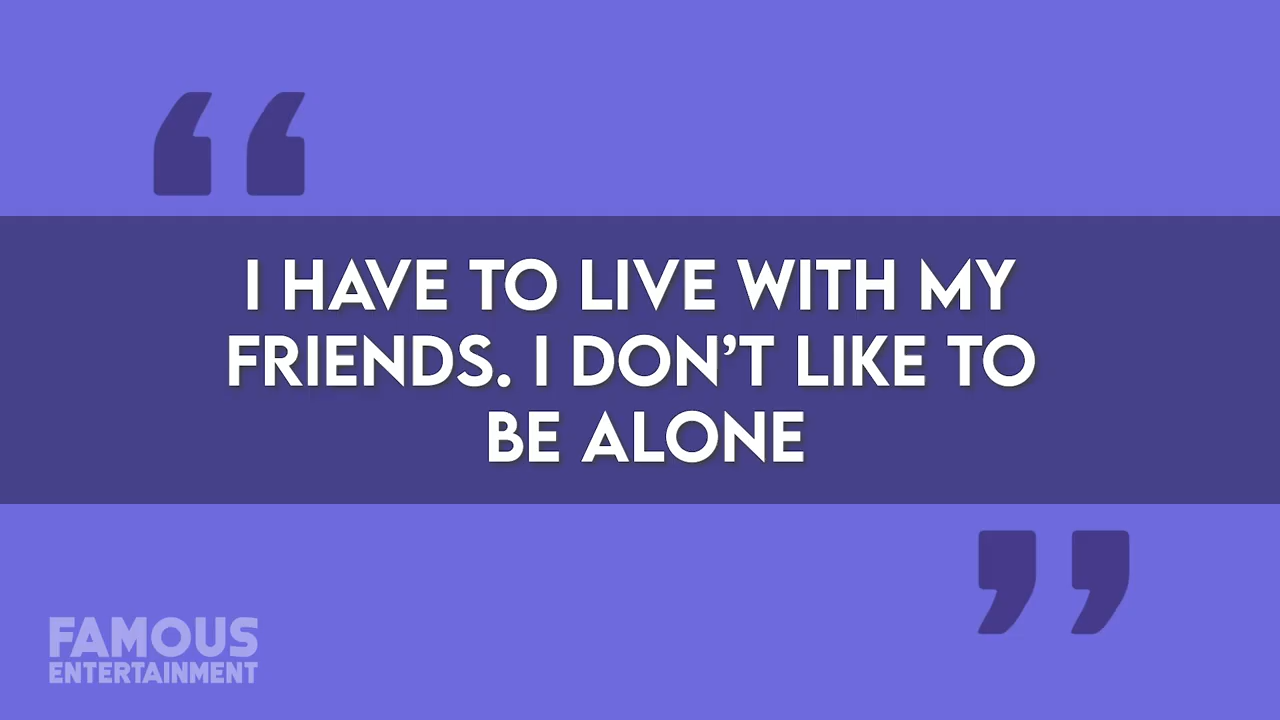 I HAVE TO LIVE WITH MY
FRIENDS. I DON’T LIKE TO
BE ALONE
FAMOUS
ENTERTAINMENT